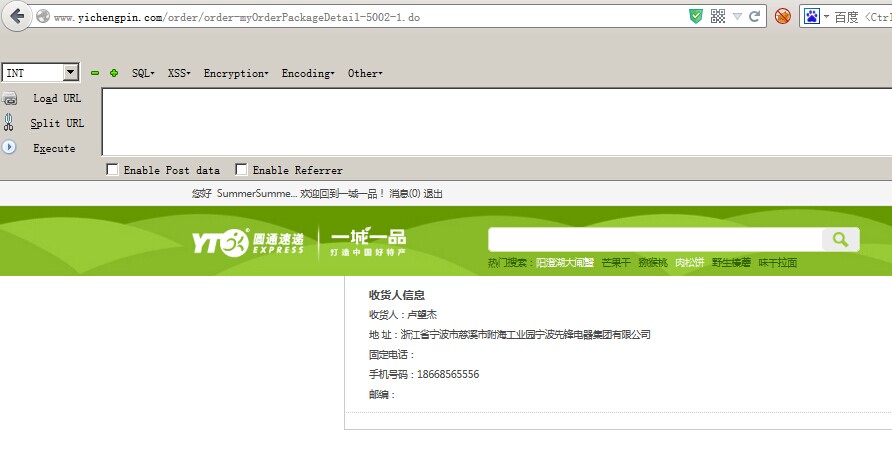 www.yichengpin.com/order/order-myOrderPackageDetail-5002-1.do
百度 <Ctrl
INT SQL XSS Encryption Encoding Other
Load URL
Split URL
Execute
Enable Post data Enable Referrer
您好 SummerSumme... 欢迎回到一城一品！ 消息(0) 退出
YTO 圆通速递 EXPRESS 一城一品 打造中国好特产
热门搜索：阳澄湖大闸蟹 芒果干 猕猴桃 肉松饼 野生榛蘑 味千拉面
收货人信息
收货人：卢望杰
地 址：浙江省宁波市慈溪市附海工业园宁波先锋电器集团有限公司
固定电话：
手机号码：18668565556
邮编：